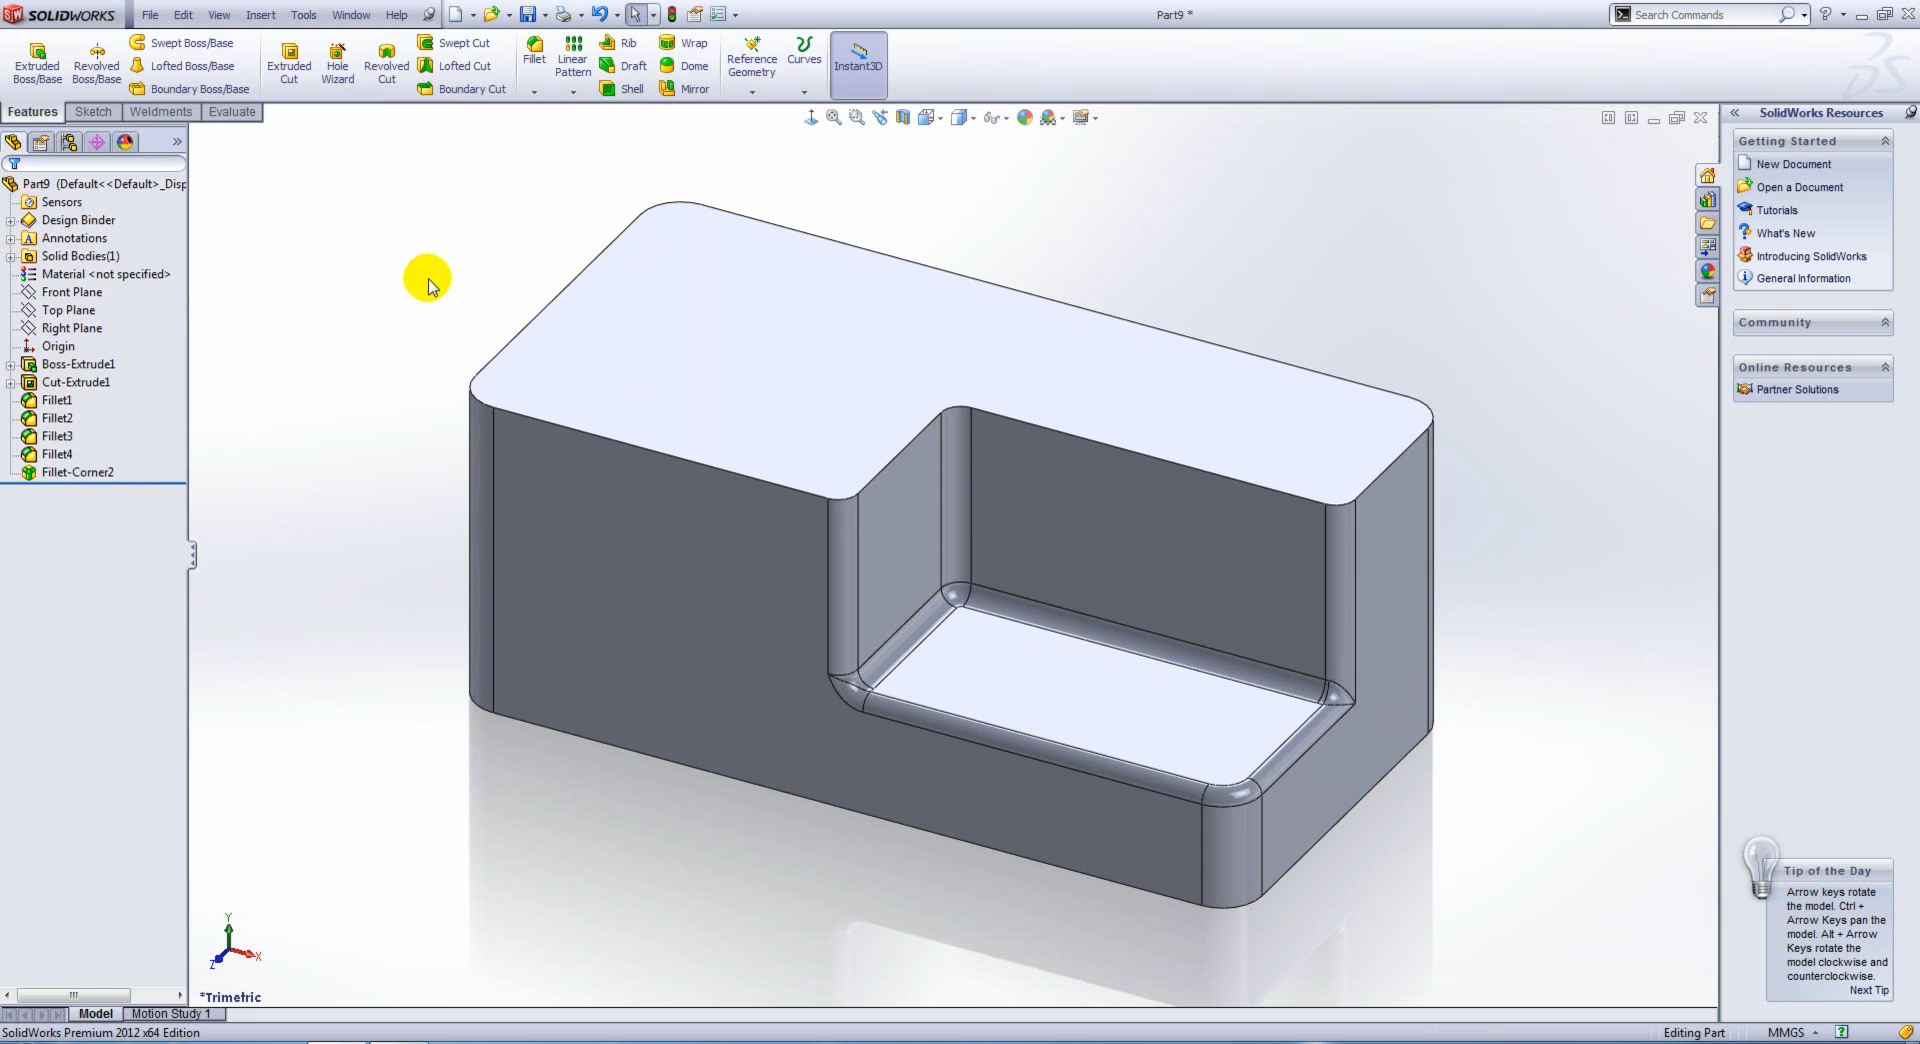 SW SOLIDWORKS File Edit View Insert Tools Window Help Part9 * Search Commands ?
Extruded Boss/Base
Revolved Boss/Base
Swept Boss/Base
Lofted Boss/Base
Boundary Boss/Base
Extruded Cut
Hole Wizard
Revolved Cut
Swept Cut
Lofted Cut
Boundary Cut
Fillet
Linear Pattern
Rib
Draft
Shell
Wrap
Dome
Mirror
Reference Geometry
Curves
Instant3D
Features Sketch Weldments Evaluate
Part9 (Default<<Default>_Disp
Sensors
Design Binder
Annotations
Solid Bodies(1)
Material <not specified>
Front Plane
Top Plane
Right Plane
Origin
Boss-Extrude1
Cut-Extrude1
Fillet1
Fillet2
Fillet3
Fillet4
Fillet-Corner2
Y
X
Z
*Trimetric
SolidWorks Resources
Getting Started
New Document
Open a Document
Tutorials
What's New
Introducing SolidWorks
General Information
Community
Online Resources
Partner Solutions
Tip of the Day
Arrow keys rotate
the model. Ctrl +
Arrow Keys pan the
model. Alt + Arrow
Keys rotate the
model clockwise and
counterclockwise.
Next Tip
Model Motion Study 1
SolidWorks Premium 2012 x64 Edition Editing Part MMGS ?